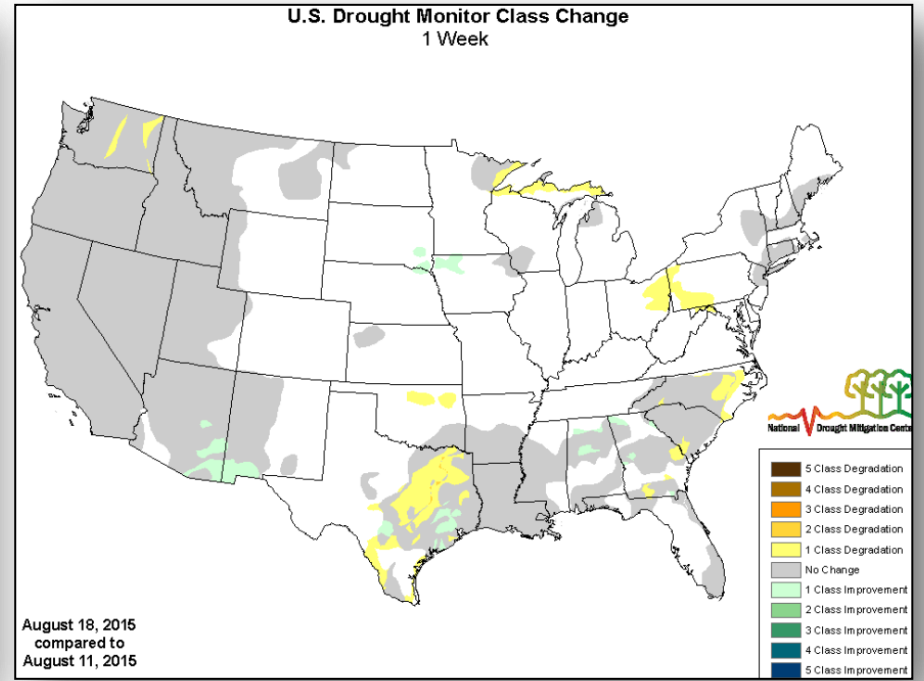 U.S. Drought Monitor Class Change
1 Week
National Drought Mitigation Cente
5 Class Degradation
4 Class Degradation
3 Class Degradation
2 Class Degradation
1 Class Degradation
No Change
1 Class Improvement
2 Class Improvement
3 Class Improvement
4 Class Improvement
5 Class Improvement
August 18, 2015
compared to
August 11, 2015